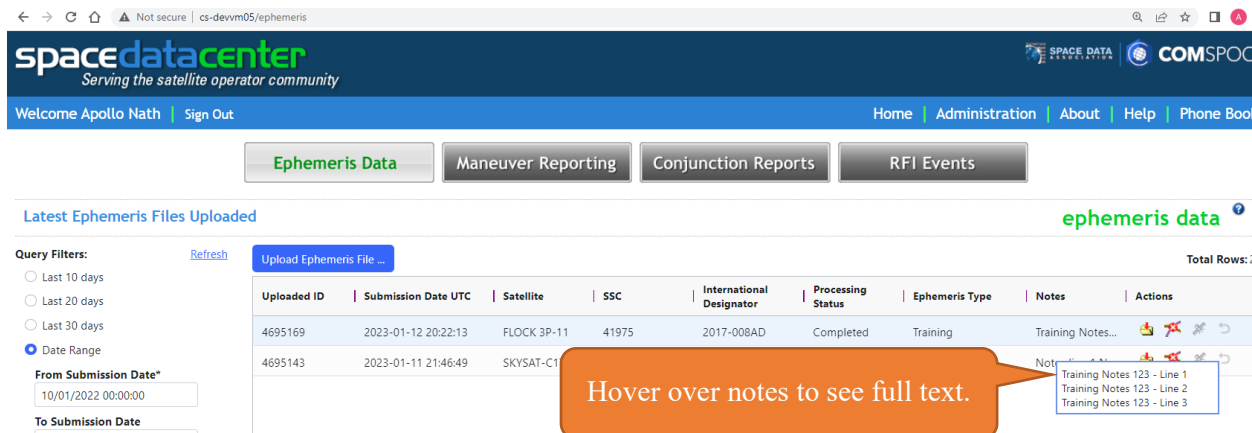 Not secure | cs-devvm05/ephemeris
A
spacedatacenter
Serving the satellite operator community
SPACE DATA
ASSOCIATION
COMSPOC
Welcome Apollo Nath | Sign Out
Home | Administration | About | Help | Phone Book
Ephemeris Data
Maneuver Reporting
Conjunction Reports
RFI Events
Latest Ephemeris Files Uploaded
ephemeris data
?
Query Filters:
Refresh
Upload Ephemeris File ...
Total Rows: 2
Last 10 days
Last 20 days
Last 30 days
Date Range
From Submission Date*
10/01/2022 00:00:00
To Submission Date
Uploaded ID Submission Date UTC Satellite SSC International Designator Processing Status Ephemeris Type Notes Actions
4695169 2023-01-12 20:22:13 FLOCK 3P-11 41975 2017-008AD Completed Training Training Notes...
4695143 2023-01-11 21:46:49
Hover over notes to see full text.
Training Notes 123 - Line 1
Training Notes 123 - Line 2
Training Notes 123 - Line 3